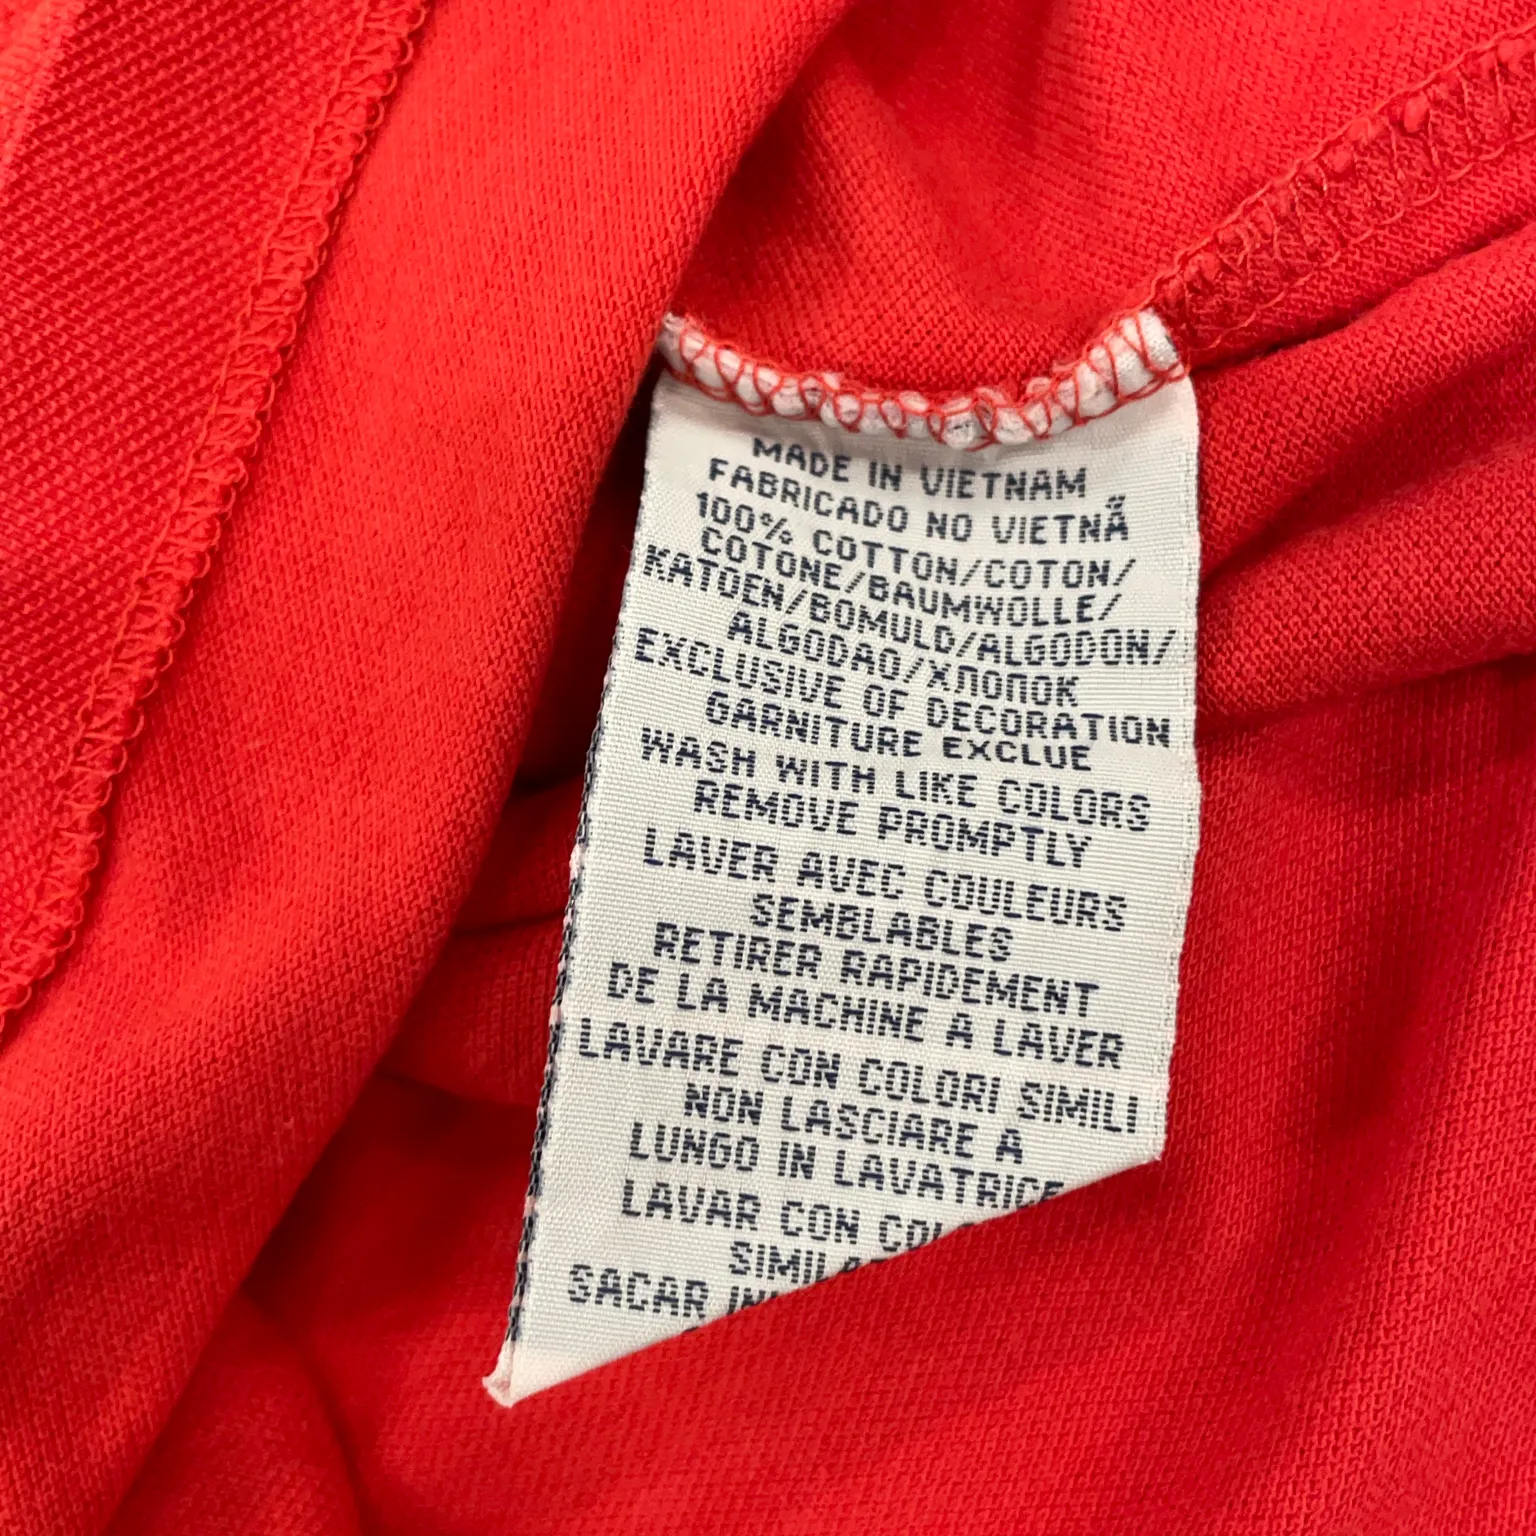 MADE IN VIETNAM
FABRICADO NO VIETNÃ
100% COTTON/COTON/
COTONE/BAUMWOLLE/
KATOEN/BOMULD/ALGODON/
ALGODAO/ХЛОПОК
EXCLUSIVE OF DECORATION
GARNITURE EXCLUE
WASH WITH LIKE COLORS
REMOVE PROMPTLY
LAVER AVEC COULEURS
SEMBLABLES
RETIRER RAPIDEMENT
DE LA MACHINE A LAVER
LAVARE CON COLORI SIMILI
NON LASCIARE A
LUNGO IN LAVATRICE
LAVAR CON
SACAR